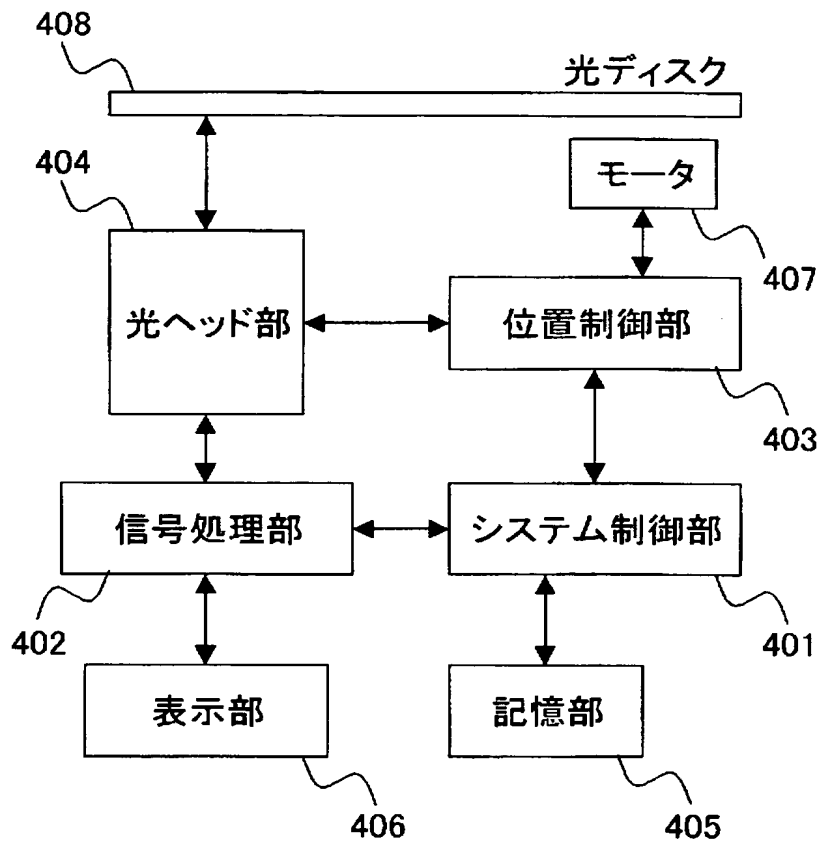 408
光ディスク
404
モータ
407
光ヘッド部
位置制御部
403
信号処理部
システム制御部
402
401
表示部
記憶部
406
405